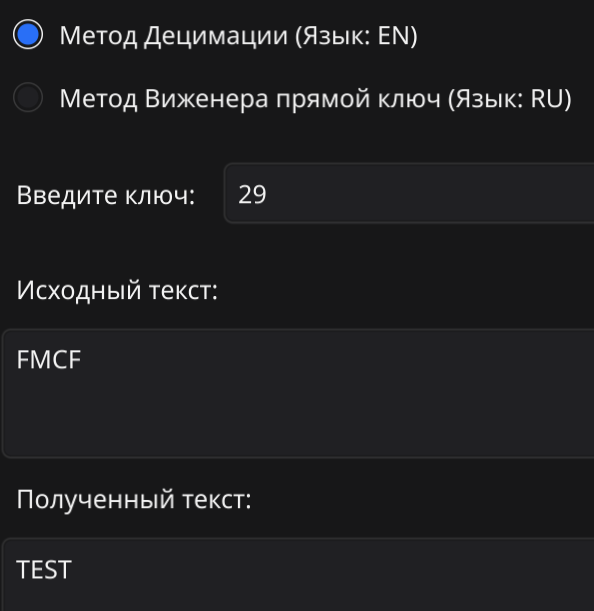 Метод Децимации (Язык: EN)
Метод Виженера прямой ключ (Язык: RU)
Введите ключ: 29
Исходный текст:
FMCF
Полученный текст:
TEST